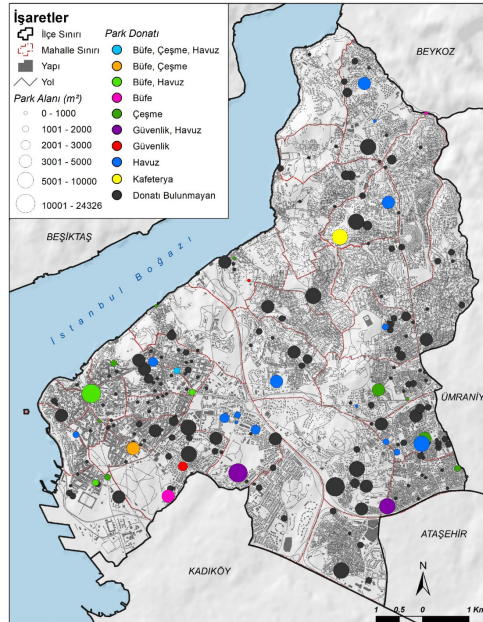 İşaretler
İlçe Sınırı
Mahalle Sınırı
Yapı
Yol
Park Alanı (m²)
0 - 1000
1001 - 2000
2001 - 3000
3001 - 5000
5001 - 10000
10001 - 24326
Park Donatı
Büfe, Çeşme, Havuz
Büfe, Çeşme
Büfe, Havuz
Büfe
Çeşme
Güvenlik, Havuz
Güvenlik
Havuz
Kafeterya
Donatı Bulunmayan
BEYKOZ
BEŞİKTAŞ
İstanbul Boğazı
ÜMRANİY
ATAŞEHİR
KADIKÖY
N
1 0.5 0 1 Km